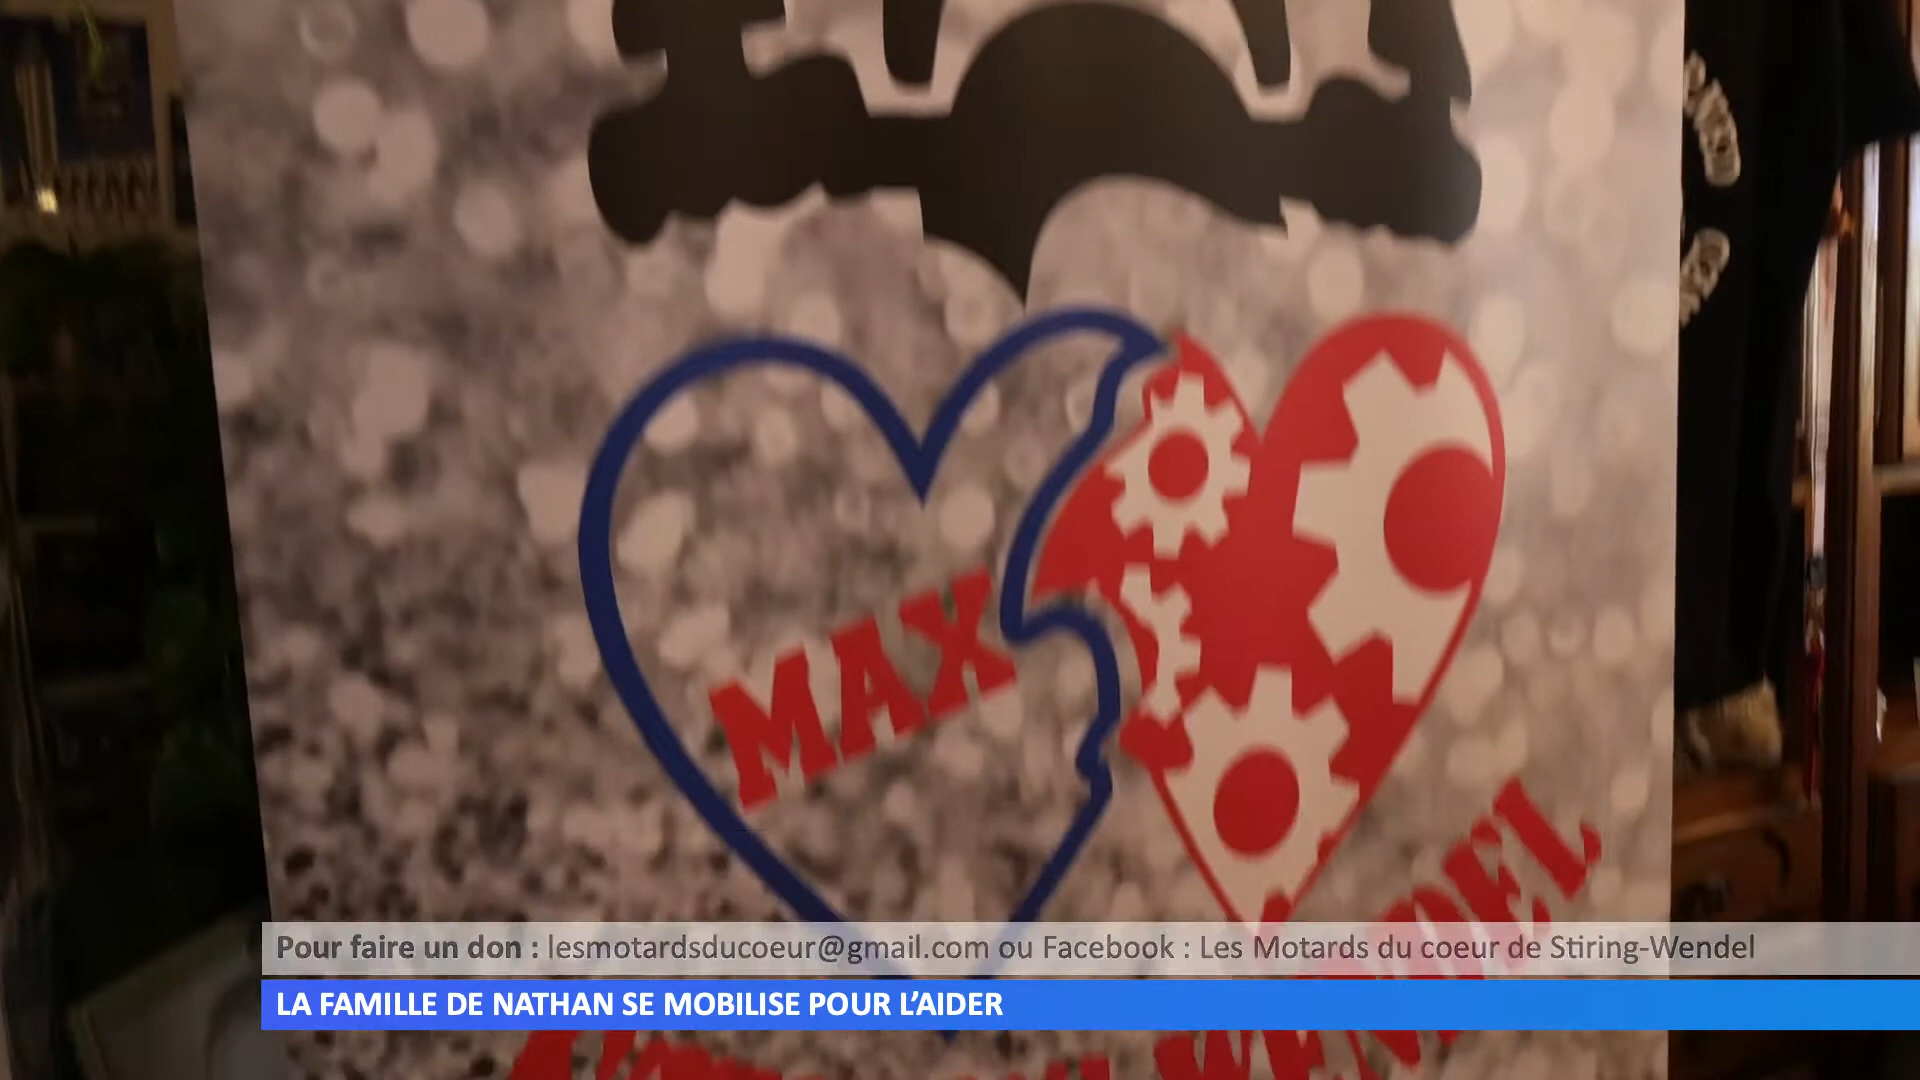 MAX
WENDEL
Pour faire un don : lesmotardsducoeur@gmail.com ou Facebook : Les Motards du coeur de Stiring-Wendel
LA FAMILLE DE NATHAN SE MOBILISE POUR L’AIDER